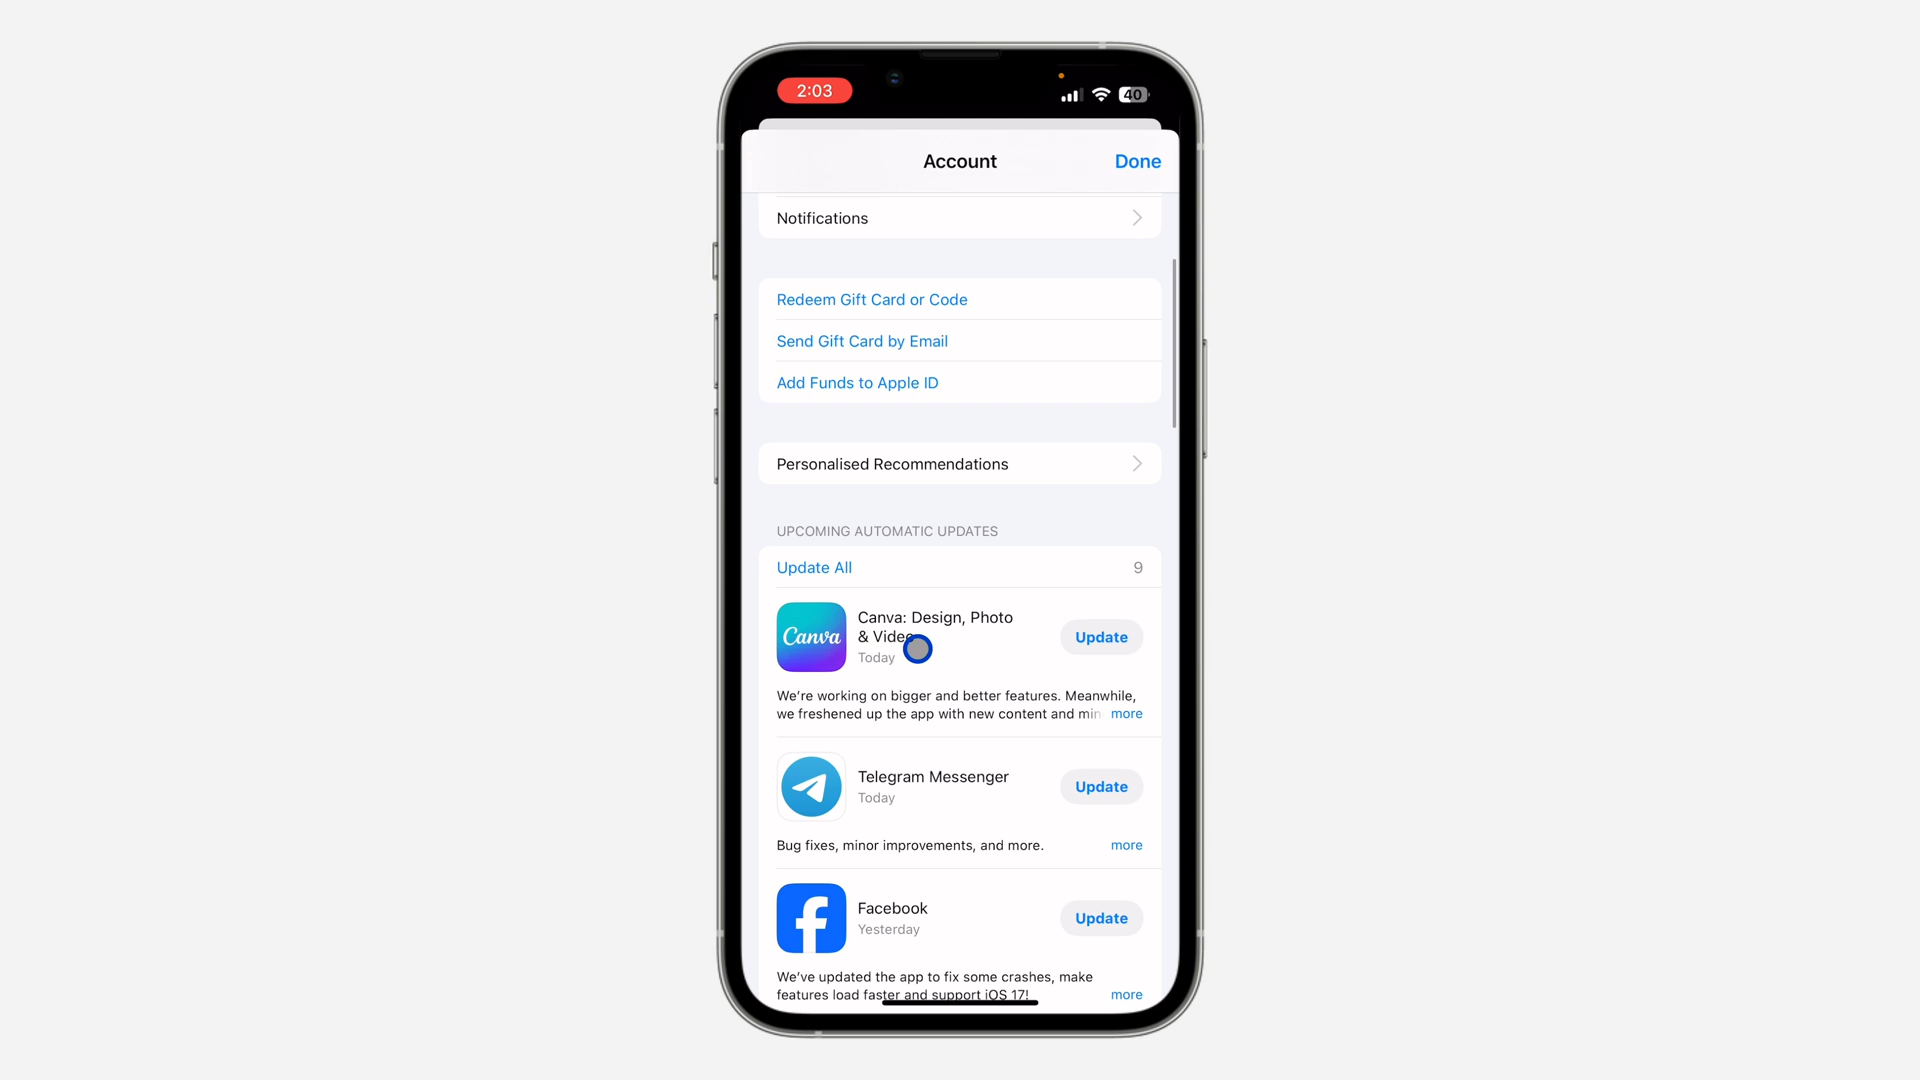 2:03
40
Account
Done
Notifications
Redeem Gift Card or Code
Send Gift Card by Email
Add Funds to Apple ID
Personalised Recommendations
UPCOMING AUTOMATIC UPDATES
Update All
9
Canva
Canva: Design, Photo
& Video
Today
Update
We're working on bigger and better features. Meanwhile,
we freshened up the app with new content and min
more
Telegram Messenger
Today
Update
Bug fixes, minor improvements, and more.
more
Facebook
Yesterday
Update
We've updated the app to fix some crashes, make
features load faster and support iOS 17!
more